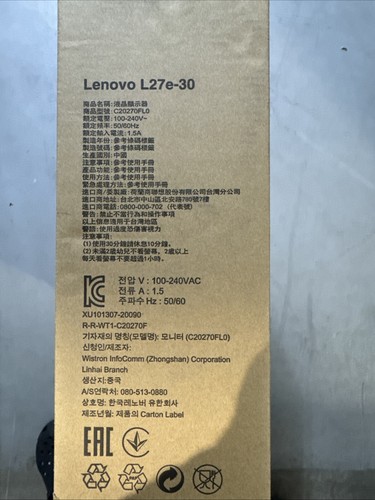 Lenovo L27e-30
商品名稱:液晶顯示器
商品型號: C20270FL0
額定電壓:100-240V~
額定頻率: 50/60Hz
額定輸入電流: 1.5A
製造年份: 參考條碼標籤
製造號碼: 參考條碼標籤
生產國別: 中國
注意事項: 參考使用手冊
產品功能: 參考使用手冊
使用方法: 參考使用手冊
緊急處理方法: 參考使用手冊
進口商/委製廠: 荷蘭商聯想股份有限公司台灣分公司
進口商地址: 台北市中山區北安路780號7樓
進口商電話: 0800-000-702 (代表號)
警告:禁止不當行為和操作事項
以上信息適用于台灣地區
警語: 使用過度恐傷害視力
注意事項:
(1)使用30分鐘請休息10分鐘。
(2)未滿2歲幼兒不看螢幕, 2歲以上
每天看螢幕不要超過1小時。
전압 V : 100-240VAC
전류 A : 1.5
주파수 Hz : 50/60
XU101307-20090
R-R-WT1-C20270F
기자재의 명칭(모델명): 모니터 (C20270FL0)
신청인/제조자:
Wistron InfoComm (Zhongshan) Corporation
Linhai Branch
생산지:중국
A/S연락처: 080-513-0880
상호명: 한국레노버 유한회사
제조년월: 제품의 Carton Label
EAC